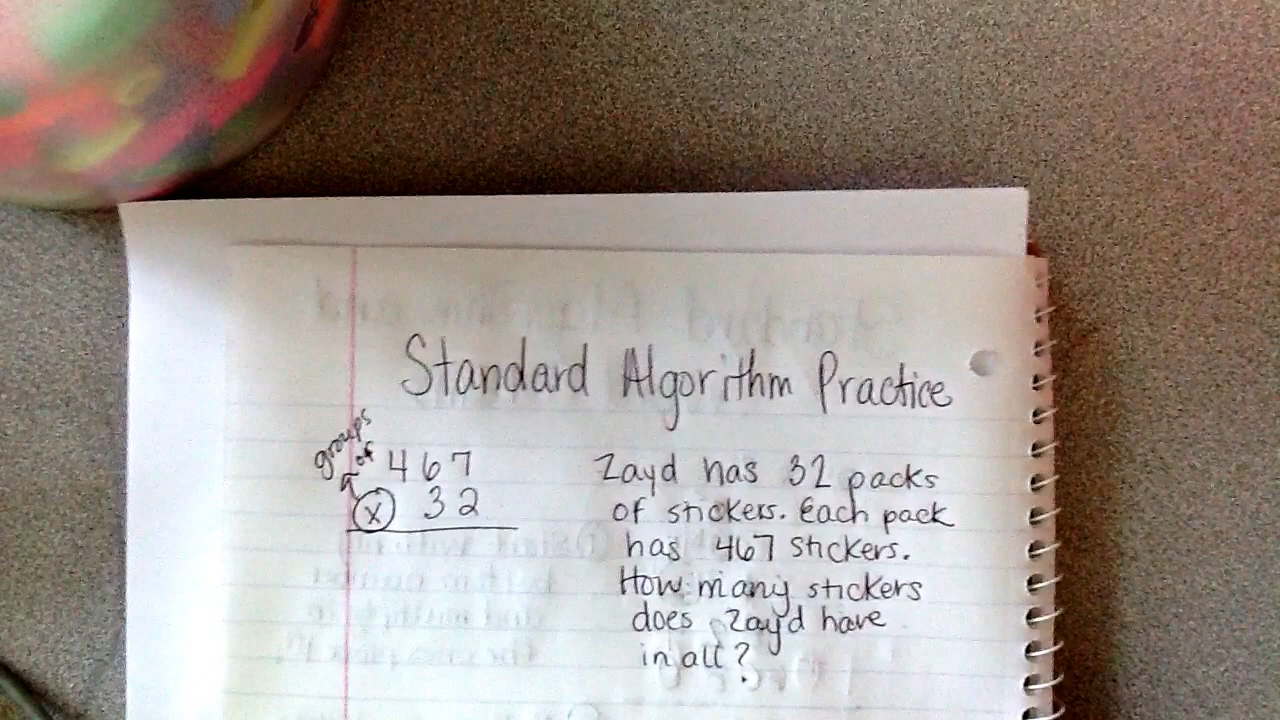 Standard Algorithm Practice
groups
of
467
x 32
Zayd has 32 packs
of stickers. Each pack
has 467 stickers.
How many stickers
does Zayd have
in all?